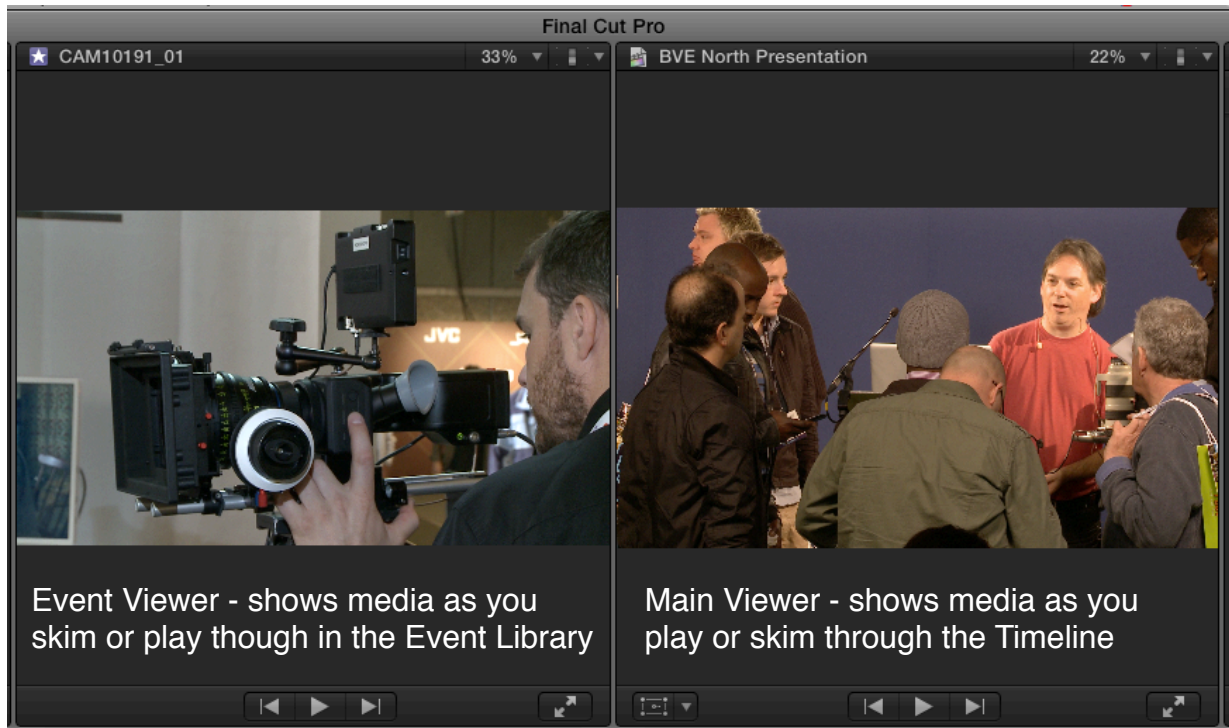 Final Cut Pro
CAM10191_01
33%
BVE North Presentation
22%
JVC
Event Viewer - shows media as you
skim or play though in the Event Library
Main Viewer - shows media as you
play or skim through the Timeline